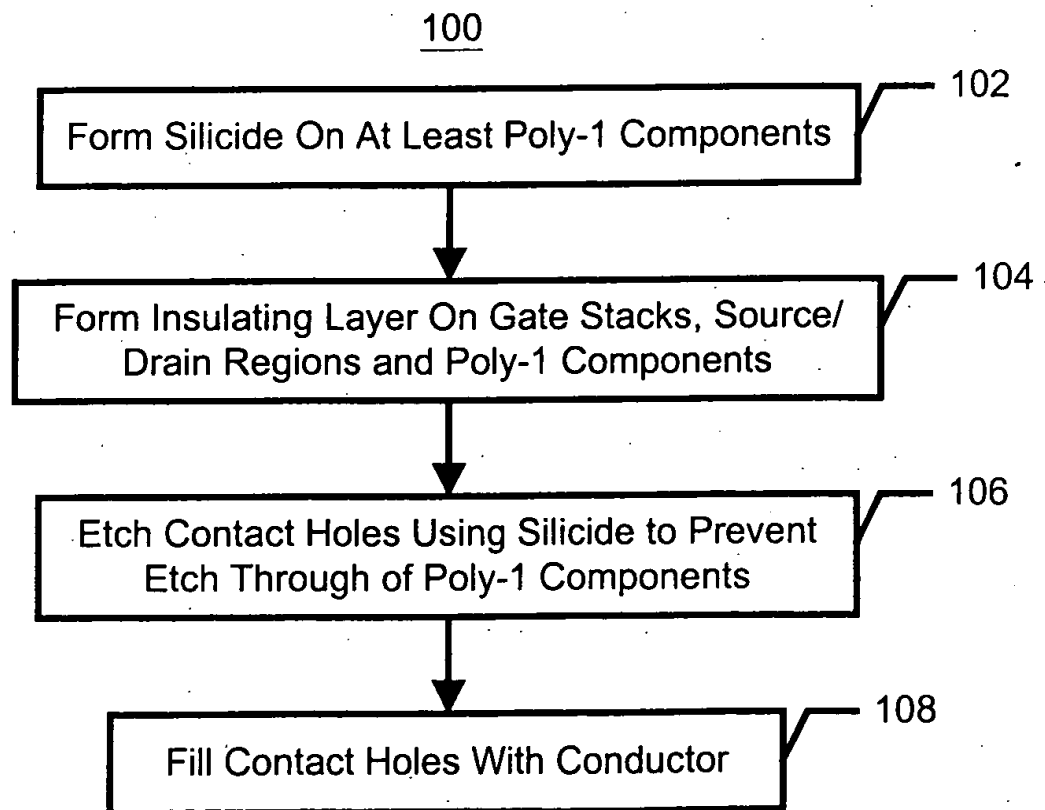 100
102
Form Silicide On At Least Poly-1 Components
104
Form Insulating Layer On Gate Stacks, Source/
Drain Regions and Poly-1 Components
106
Etch Contact Holes Using Silicide to Prevent
Etch Through of Poly-1 Components
108
Fill Contact Holes With Conductor